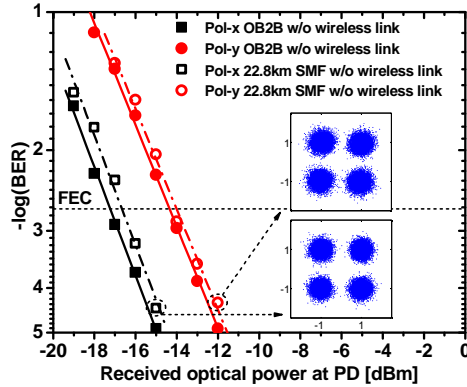 Pol-x OB2B w/o wireless link
Pol-y OB2B w/o wireless link
Pol-x 22.8km SMF w/o wireless link
Pol-y 22.8km SMF w/o wireless link
-log(BER)
1
2
3
4
5
FEC
1
-1
1
-1
-1 1
-20 -18 -16 -14 -12 -10 -8 -6 -4
Received optical power at PD [dBm]